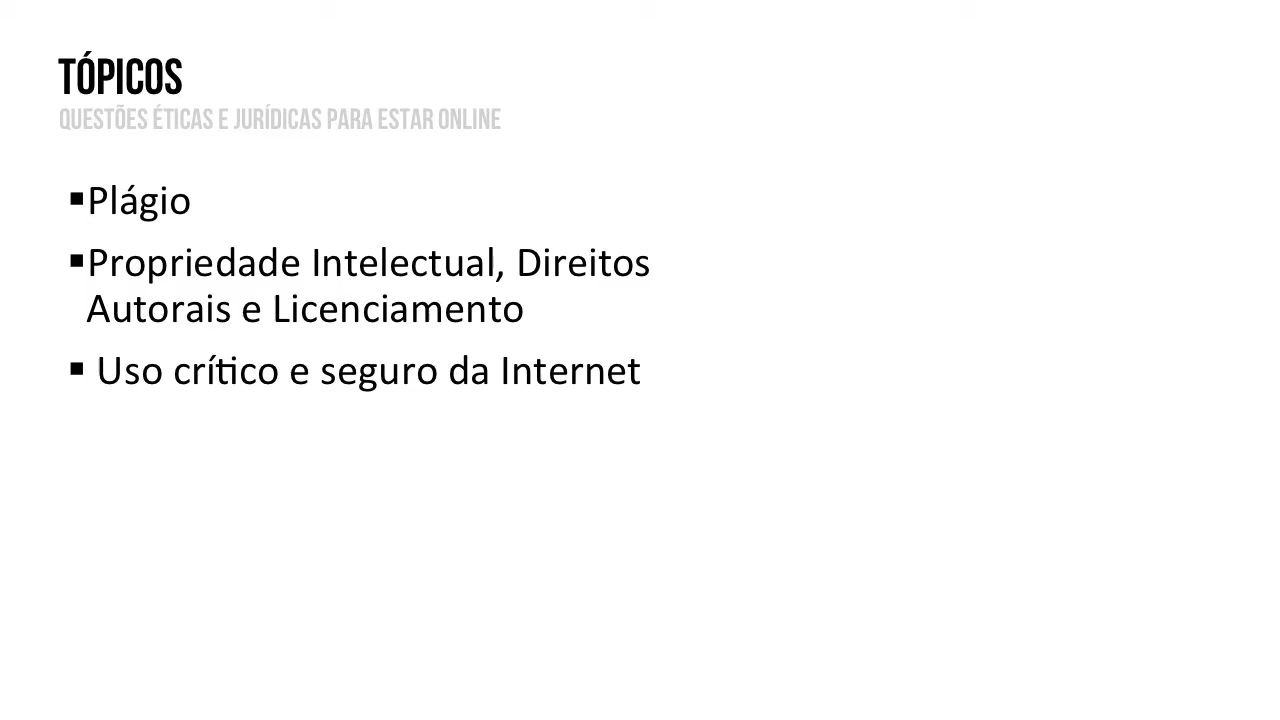 TÓPICOS
QUESTÕES ÉTICAS E JURÍDICAS PARA ESTAR ONLINE
▪Plágio
▪Propriedade Intelectual, Direitos
Autorais e Licenciamento
▪ Uso crítico e seguro da Internet